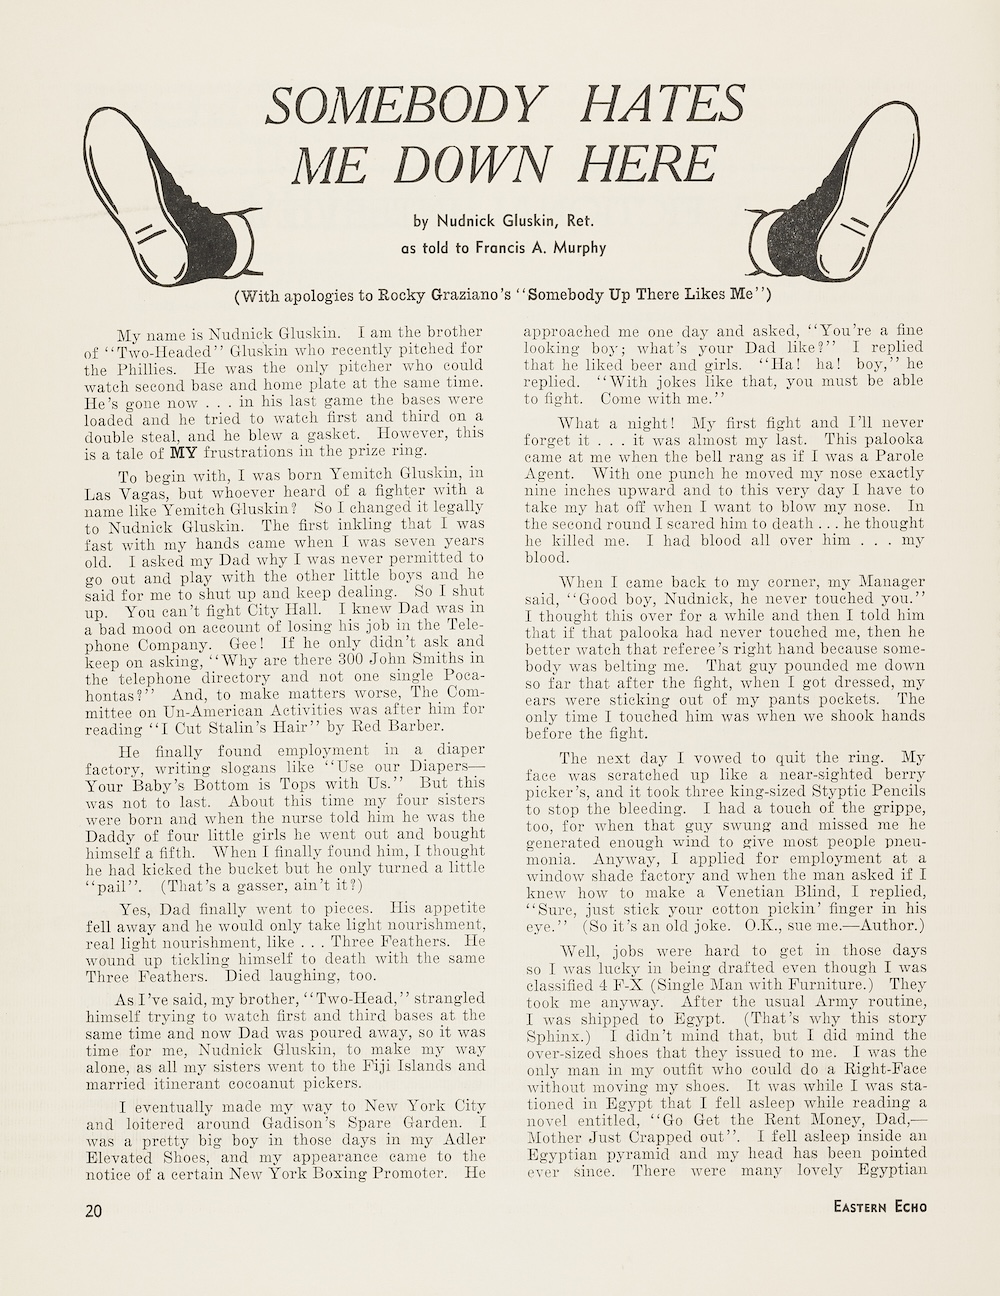 SOMEBODY HATES
ME DOWN HERE
by Nudnick Gluskin, Ret.
as told to Francis A. Murphy
(With apologies to Rocky Graziano's "Somebody Up There Likes Me")
My name is Nudnick Gluskin. I am the brother
of "Two-Headed" Gluskin who recently pitched for
the Phillies. He was the only pitcher who could
watch second base and home plate at the same time.
He's gone now . . . in his last game the bases were
loaded and he tried to watch first and third on a
double steal, and he blew a gasket. However, this
is a tale of MY frustrations in the prize ring.
To begin with, I was born Yemitch Gluskin, in
Las Vagas, but whoever heard of a fighter with a
name like Yemitch Gluskin? So I changed it legally
to Nudnick Gluskin. The first inkling that I was
fast with my hands came when I was seven years
old. I asked my Dad why I was never permitted to
go out and play with the other little boys and he
said for me to shut up and keep dealing. So I shut
up. You can't fight City Hall. I knew Dad was in
a bad mood on account of losing his job in the Tele-
phone Company. Gee! If he only didn't ask and
keep on asking, "Why are there 300 John Smiths in
the telephone directory and not one single Poca-
hontas?" And, to make matters worse, The Com-
mittee on Un-American Activities was after him for
reading "I Cut Stalin's Hair" by Red Barber.
He finally found employment in a diaper
factory, writing slogans like "Use our Diapers—
Your Baby's Bottom is Tops with Us." But this
was not to last. About this time my four sisters
were born and when the nurse told him he was the
Daddy of four little girls he went out and bought
himself a fifth. When I finally found him, I thought
he had kicked the bucket but he only turned a little
"pail". (That's a gasser, ain't it?)
Yes, Dad finally went to pieces. His appetite
fell away and he would only take light nourishment,
real light nourishment, like . . . Three Feathers. He
wound up tickling himself to death with the same
Three Feathers. Died laughing, too.
As I've said, my brother, "Two-Head," strangled
himself trying to watch first and third bases at the
same time and now Dad was poured away, so it was
time for me, Nudnick Gluskin, to make my way
alone, as all my sisters went to the Fiji Islands and
married itinerant cocoanut pickers.
I eventually made my way to New York City
and loitered around Gadison's Spare Garden. I
was a pretty big boy in those days in my Adler
Elevated Shoes, and my appearance came to the
notice of a certain New York Boxing Promoter. He
approached me one day and asked, "You're a fine
looking boy; what's your Dad like?" I replied
that he liked beer and girls. "Ha! ha! boy," he
replied. "With jokes like that, you must be able
to fight. Come with me."
What a night! My first fight and I'll never
forget it . . . it was almost my last. This palooka
came at me when the bell rang as if I was a Parole
Agent. With one punch he moved my nose exactly
nine inches upward and to this very day I have to
take my hat off when I want to blow my nose. In
the second round I scared him to death . . . he thought
he killed me. I had blood all over him . . . my
blood.
When I came back to my corner, my Manager
said, "Good boy, Nudnick, he never touched you."
I thought this over for a while and then I told him
that if that palooka had never touched me, then he
better watch that referee's right hand because some-
body was belting me. That guy pounded me down
so far that after the fight, when I got dressed, my
ears were sticking out of my pants pockets. The
only time I touched him was when we shook hands
before the fight.
The next day I vowed to quit the ring. My
face was scratched up like a near-sighted berry
picker's, and it took three king-sized Styptic Pencils
to stop the bleeding. I had a touch of the grippe,
too, for when that guy swung and missed me he
generated enough wind to give most people pneu-
monia. Anyway, I applied for employment at a
window shade factory and when the man asked if I
knew how to make a Venetian Blind, I replied,
"Sure, just stick your cotton pickin' finger in his
eye." (So it's an old joke. O.K., sue me.—Author.)
Well, jobs were hard to get in those days
so I was lucky in being drafted even though I was
classified 4 F-X (Single Man with Furniture.) They
took me anyway. After the usual Army routine,
I was shipped to Egypt. (That's why this story
Sphinx.) I didn't mind that, but I did mind the
over-sized shoes that they issued to me. I was the
only man in my outfit who could do a Right-Face
without moving my shoes. It was while I was sta-
tioned in Egypt that I fell asleep while reading a
novel entitled, "Go Get the Rent Money, Dad,—
Mother Just Crapped out". I fell asleep inside an
Egyptian pyramid and my head has been pointed
ever since. There were many lovely Egyptian
20
EASTERN ECHO